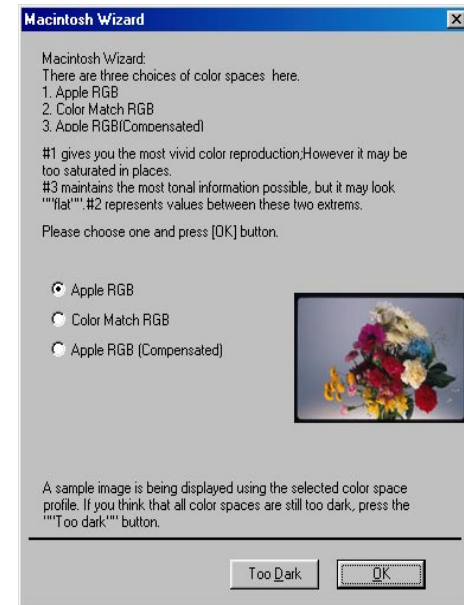 Macintosh Wizard
Macintosh Wizard:
There are three choices of color spaces here.
1. Apple RGB
2. Color Match RGB
3. Apple RGB(Compensated)
#1 gives you the most vivid color reproduction;However it may be
too saturated in places.
#3 maintains the most tonal information possible, but it may look
""flat"".#2 represents values between these two extrems.
Please choose one and press [OK] button.
Apple RGB
Color Match RGB
Apple RGB (Compensated)
A sample image is being displayed using the selected color space
profile. If you think that all color spaces are still too dark, press the
""Too dark"" button.
Too Dark
OK